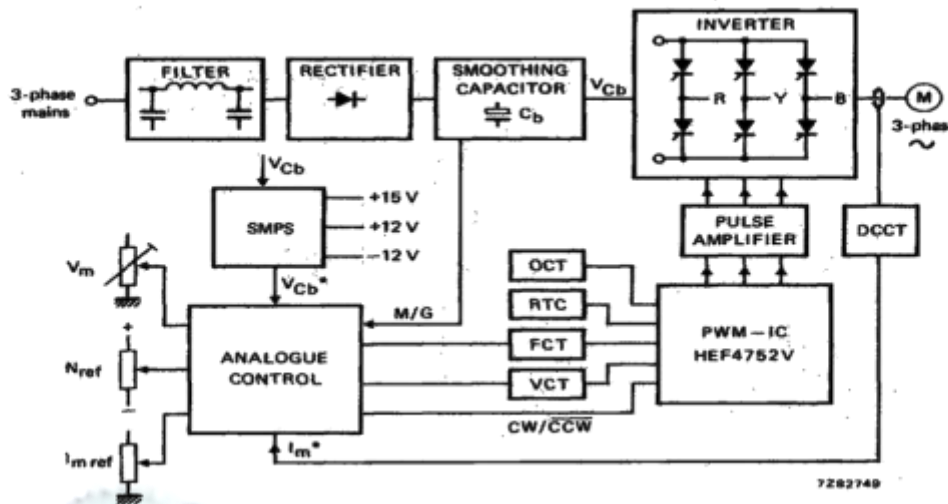 INVERTER
FILTER
RECTIFIER
SMOOTHING
CAPACITOR
C_b
V_Cb
R
Y
B
M
3-phase
mains
3-phas
~
V_Cb
+15 V
SMPS
+12 V
−12 V
V_Cb*
PULSE
AMPLIFIER
DCCT
V_m
OCT
M/G
RTC
+
N_ref
−
ANALOGUE
CONTROL
FCT
PWM—IC
HEF4752V
VCT
CW/C̅C̅W̅
I_m*
I_m ref
7Z82749